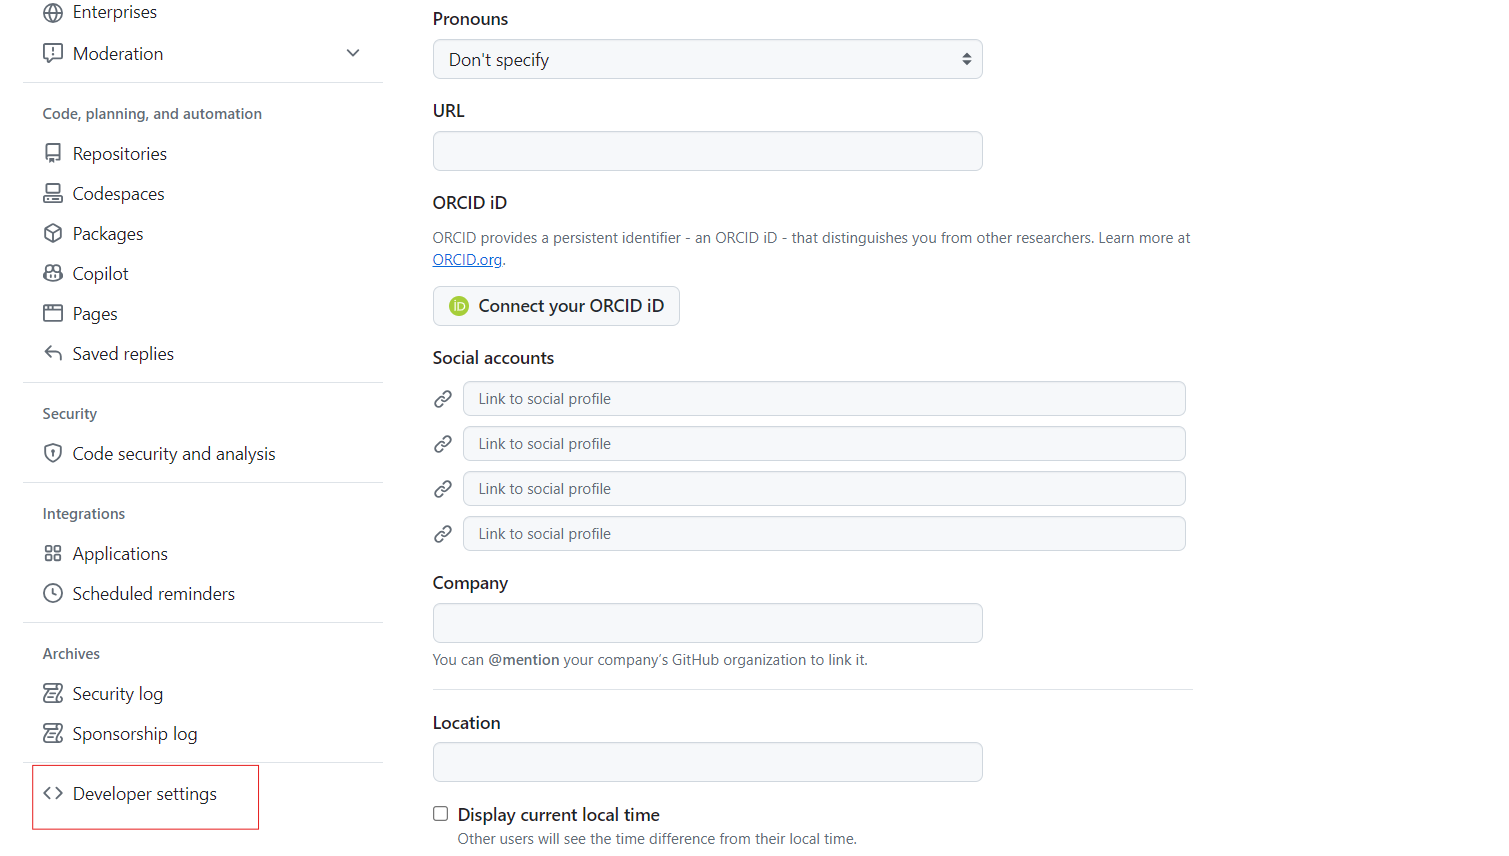 Enterprises
Moderation
Code, planning, and automation
Repositories
Codespaces
Packages
Copilot
Pages
Saved replies
Security
Code security and analysis
Integrations
Applications
Scheduled reminders
Archives
Security log
Sponsorship log
Developer settings
Pronouns
Don't specify
URL
ORCID iD
ORCID provides a persistent identifier - an ORCID iD - that distinguishes you from other researchers. Learn more at
ORCID.org.
iD Connect your ORCID iD
Social accounts
Link to social profile
Link to social profile
Link to social profile
Link to social profile
Company
You can @mention your company's GitHub organization to link it.
Location
Display current local time
Other users will see the time difference from their local time.